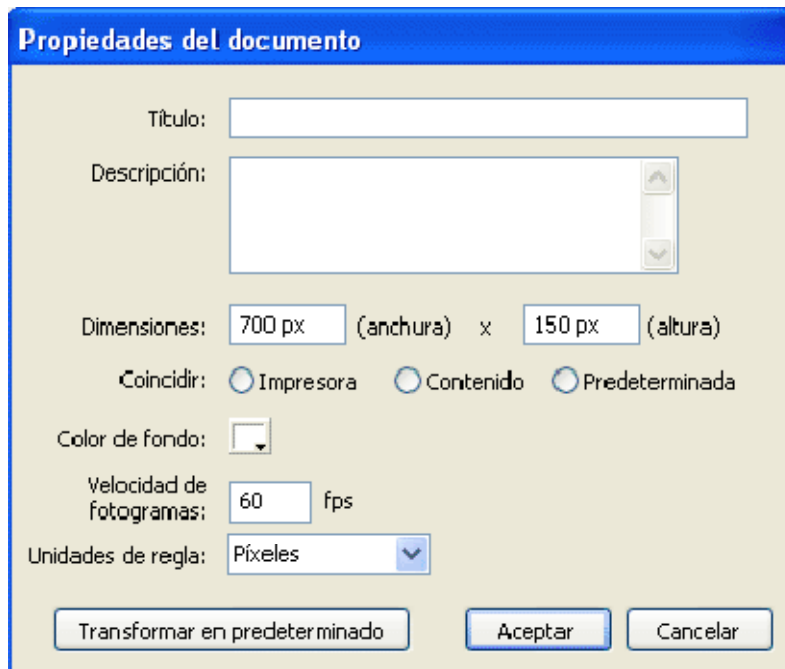 Propiedades del documento
Título:
Descripción:
Dimensiones: 700 px (anchura) x 150 px (altura)
Coincidir: Impresora Contenido Predeterminada
Color de fondo:
Velocidad de
fotogramas: 60 fps
Unidades de regla: Píxeles
Transformar en predeterminado Aceptar Cancelar